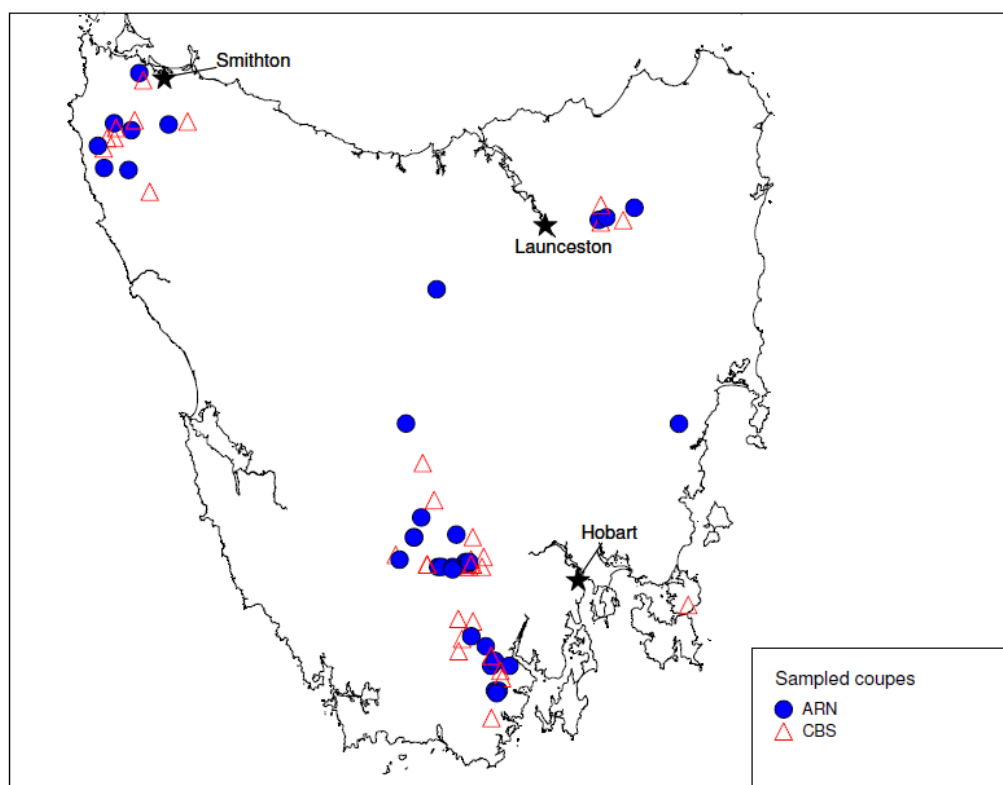 Smithton
Launceston
Hobart
Sampled coupes
ARN
CBS